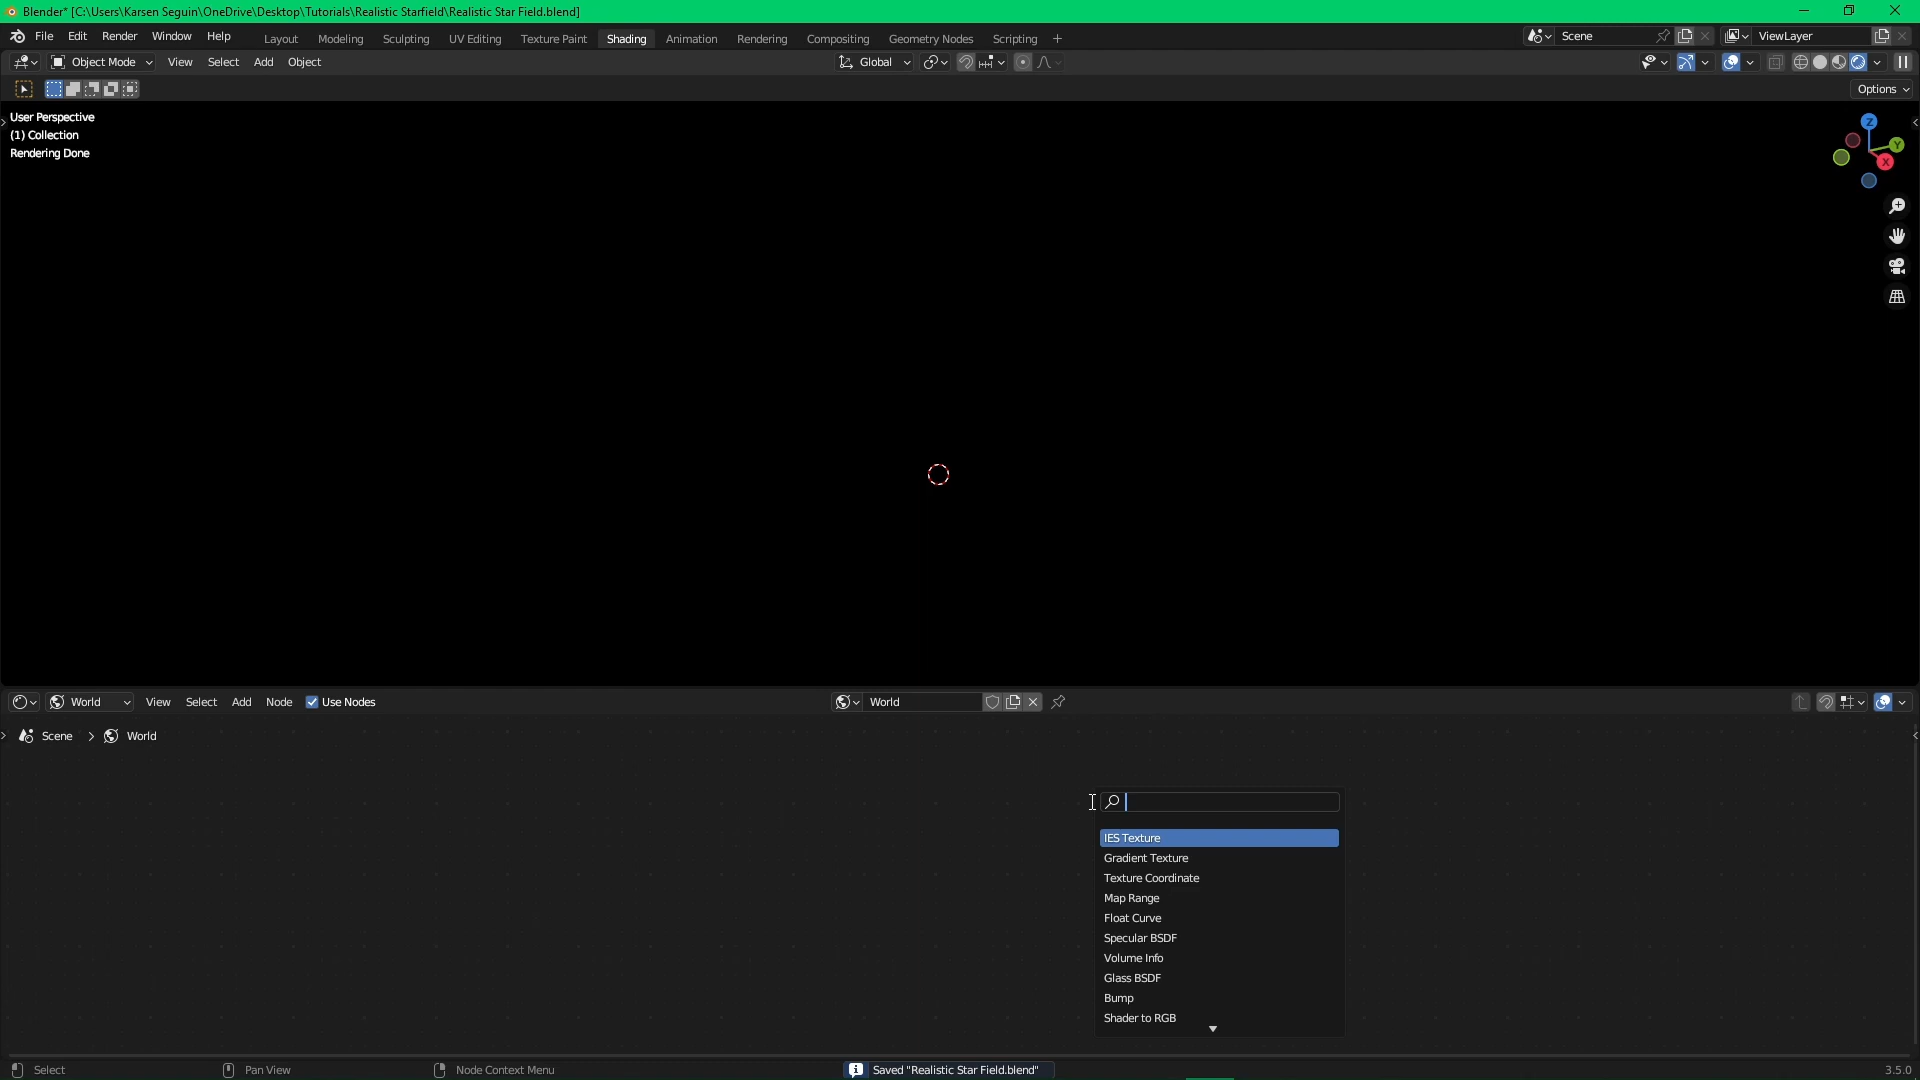 Blender* [C:\Users\Karsen Seguin\OneDrive\Desktop\Tutorials\Realistic Starfield\Realistic Star Field.blend]
File Edit Render Window Help Layout Modeling Sculpting UV Editing Texture Paint Shading Animation Rendering Compositing Geometry Nodes Scripting + Scene ViewLayer
Object Mode View Select Add Object Global
Options
User Perspective
(1) Collection
Rendering Done
Z
Y
X
World View Select Add Node Use Nodes World
Scene > World
IES Texture
Gradient Texture
Texture Coordinate
Map Range
Float Curve
Specular BSDF
Volume Info
Glass BSDF
Bump
Shader to RGB
Select Pan View Node Context Menu Saved "Realistic Star Field.blend" 3.5.0